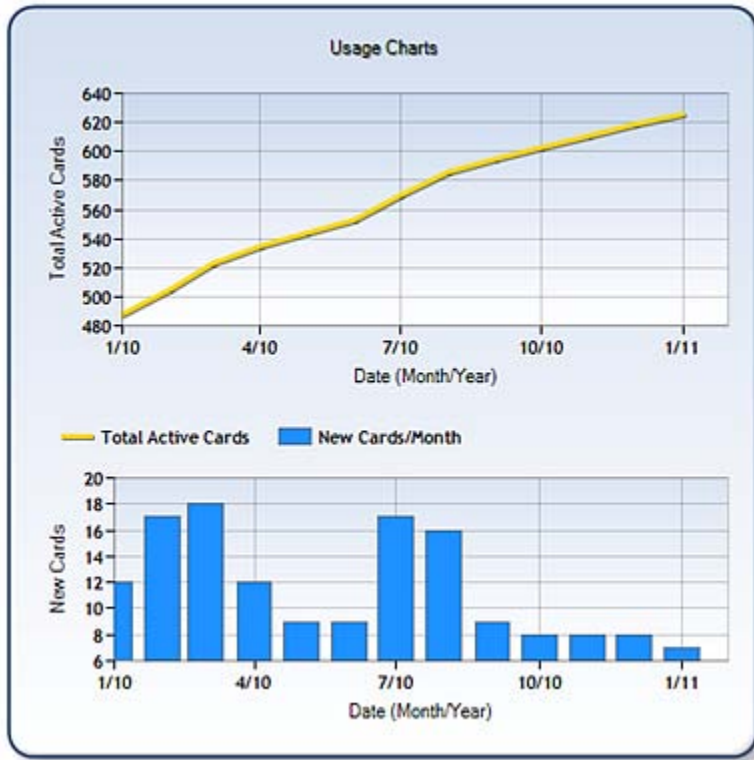 Usage Charts
640
620
600
580
560
540
520
500
480
Total Active Cards
1/10 4/10 7/10 10/10 1/11
Date (Month/Year)
Total Active Cards New Cards/Month
20
18
16
14
12
10
8
6
New Cards
1/10 4/10 7/10 10/10 1/11
Date (Month/Year)